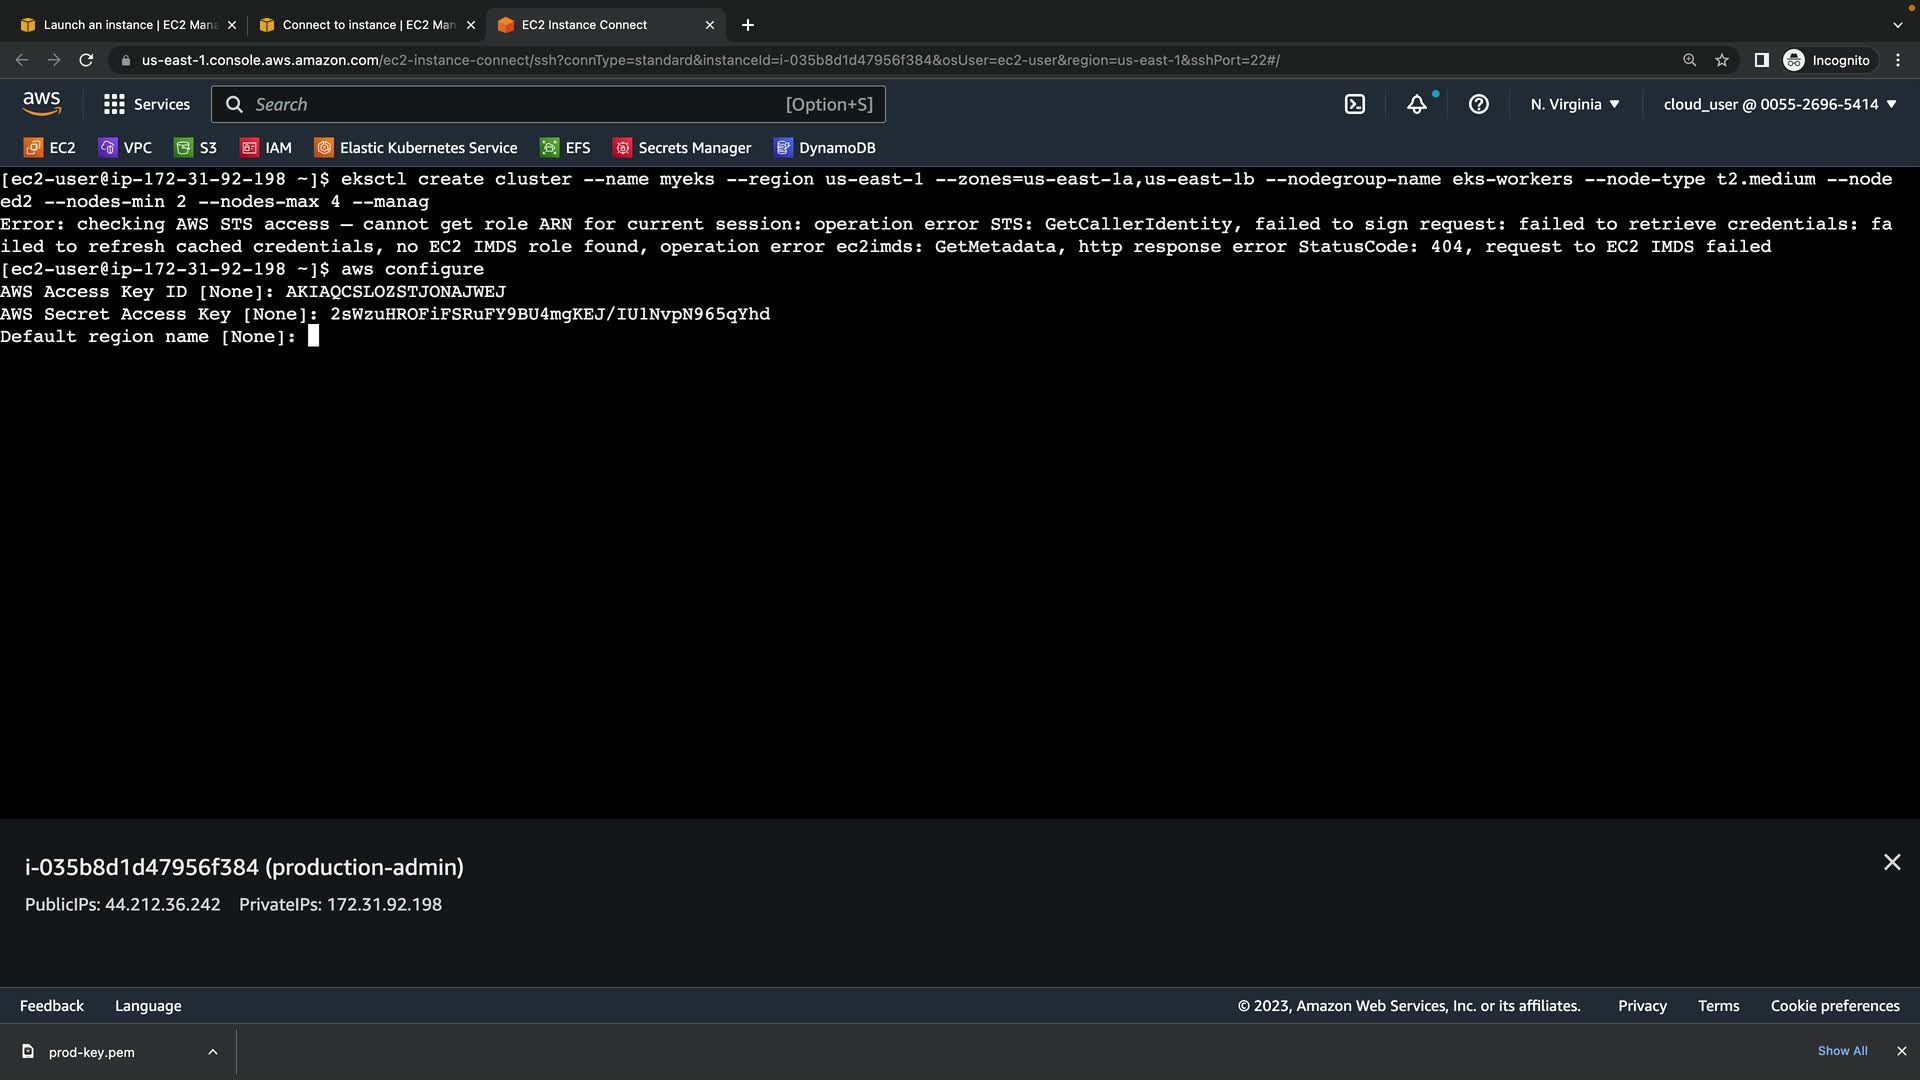 Launch an instance | EC2 Mana
Connect to instance | EC2 Man
EC2 Instance Connect
us-east-1.console.aws.amazon.com/ec2-instance-connect/ssh?connType=standard&instanceId=i-035b8d1d47956f384&osUser=ec2-user&region=us-east-1&sshPort=22#/
Incognito
aws
Services
Search
[Option+S]
N. Virginia
cloud_user @ 0055-2696-5414
EC2
VPC
S3
IAM
Elastic Kubernetes Service
EFS
Secrets Manager
DynamoDB
[ec2-user@ip-172-31-92-198 ~]$ eksctl create cluster --name myeks --region us-east-1 --zones=us-east-1a,us-east-1b --nodegroup-name eks-workers --node-type t2.medium --node
ed2 --nodes-min 2 --nodes-max 4 --manag
Error: checking AWS STS access – cannot get role ARN for current session: operation error STS: GetCallerIdentity, failed to sign request: failed to retrieve credentials: fa
iled to refresh cached credentials, no EC2 IMDS role found, operation error ec2imds: GetMetadata, http response error StatusCode: 404, request to EC2 IMDS failed
[ec2-user@ip-172-31-92-198 ~]$ aws configure
AWS Access Key ID [None]: AKIAQCSLOZSTJONAJWEJ
AWS Secret Access Key [None]: 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
Default region name [None]:
i-035b8d1d47956f384 (production-admin)
PublicIPs: 44.212.36.242 PrivateIPs: 172.31.92.198
Feedback
Language
© 2023, Amazon Web Services, Inc. or its affiliates.
Privacy
Terms
Cookie preferences
prod-key.pem
Show All